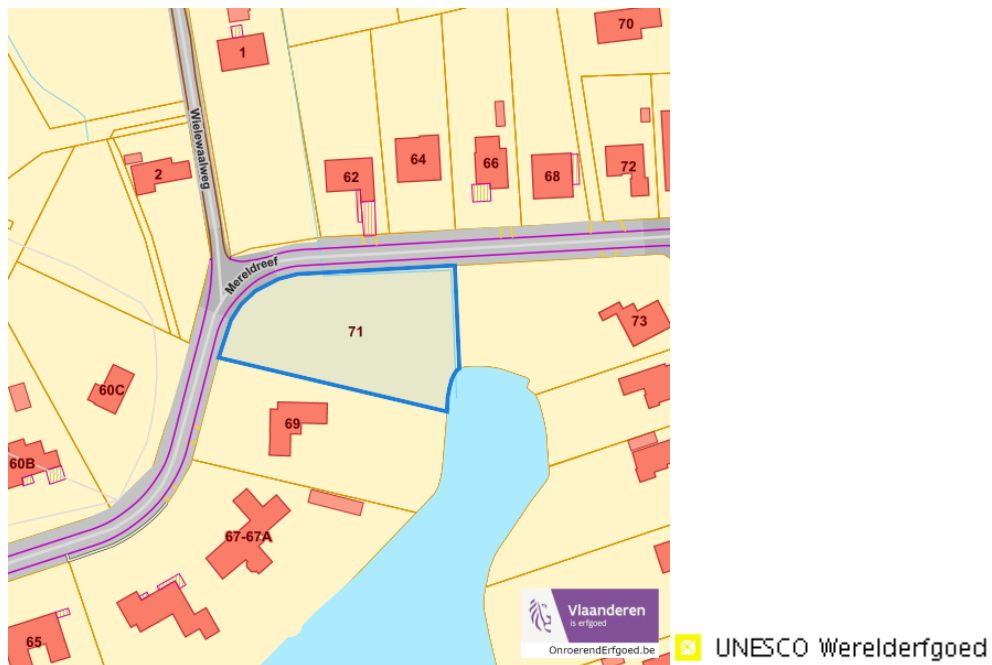 70
1
Wielewaalweg
64
66
62
68
72
2
Mereldreef
71
73
60C
69
60B
67-67A
65
Vlaanderen
is erfgoed
OnroerendErfgoed.be
UNESCO Werelderfgoed